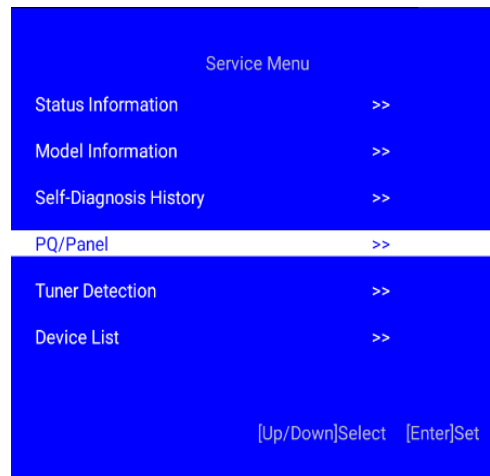 Service Menu
Status Information >>
Model Information >>
Self-Diagnosis History >>
PQ/Panel >>
Tuner Detection >>
Device List >>
[Up/Down]Select [Enter]Set